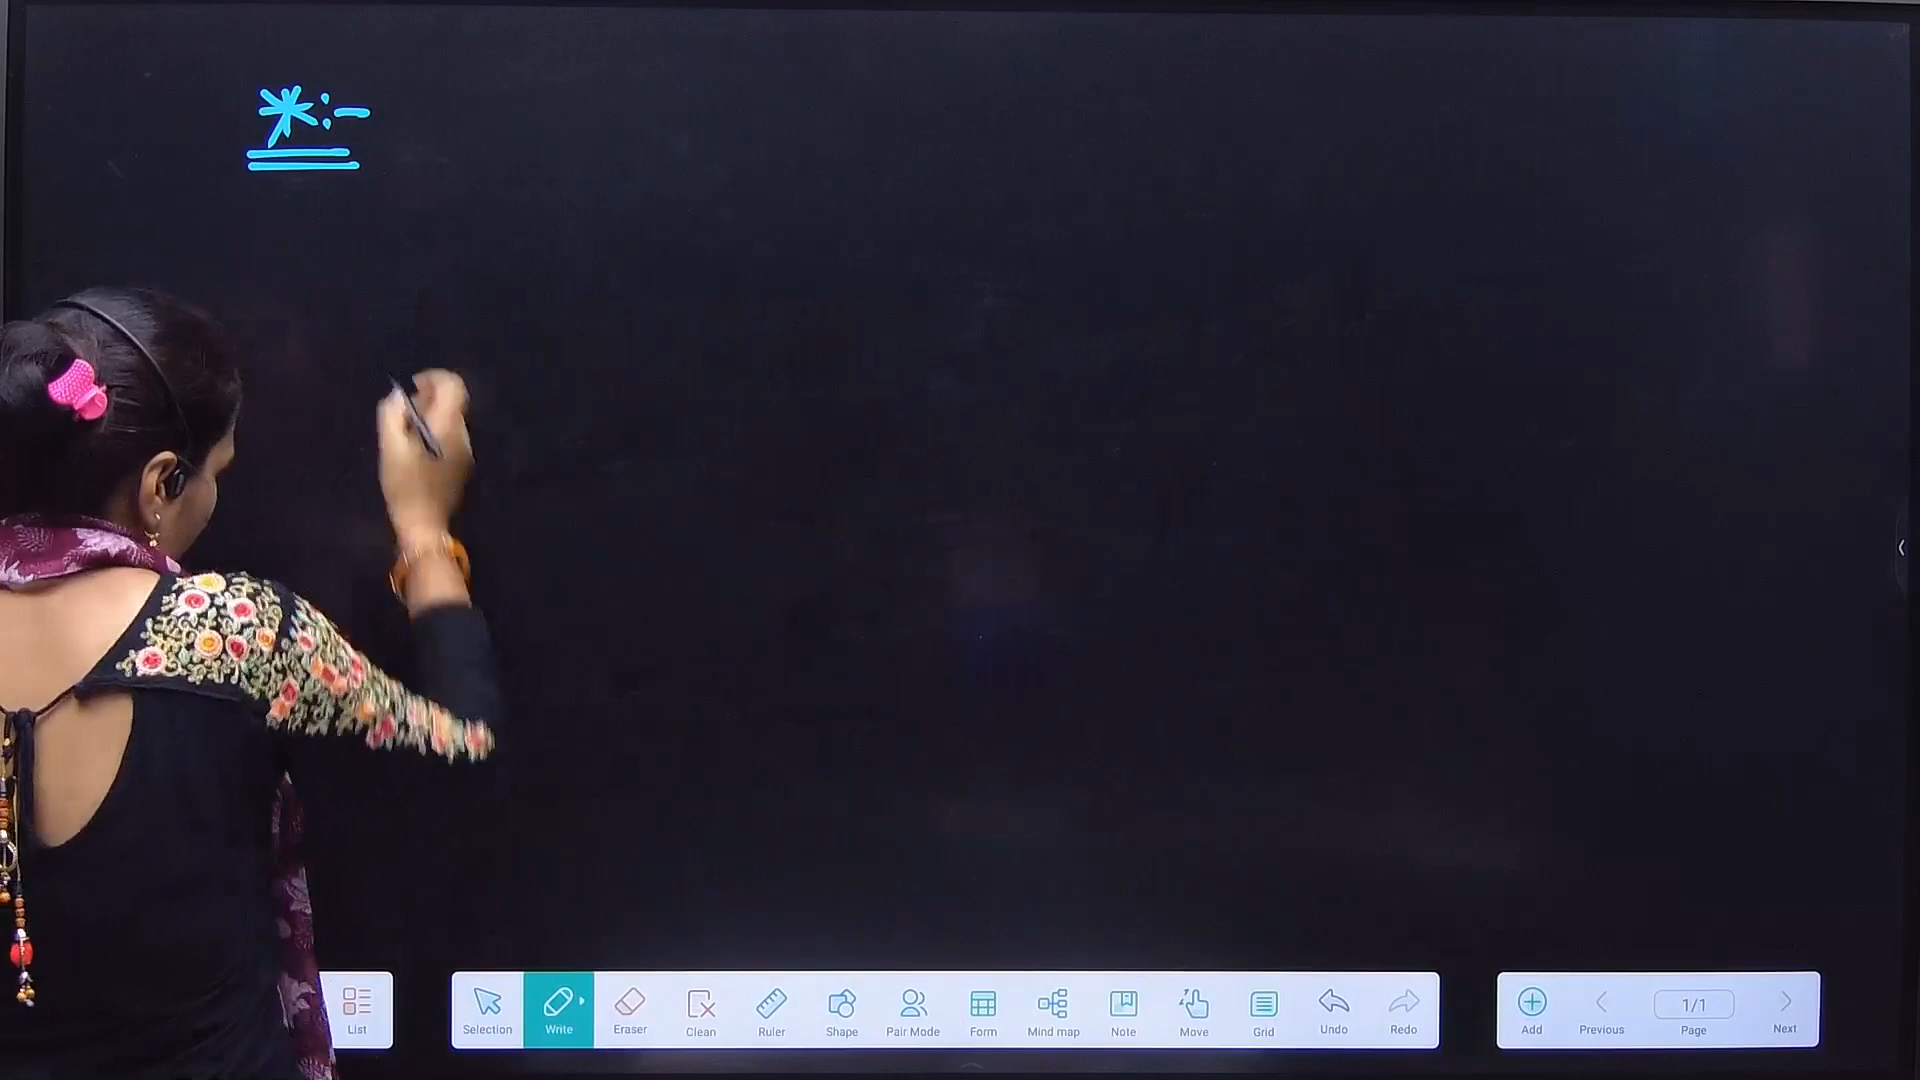 *:-
List
Selection Write Eraser Clean Ruler Shape Pair Mode Form Mind map Note Move Grid Undo Redo
Add Previous 1/1 Page Next